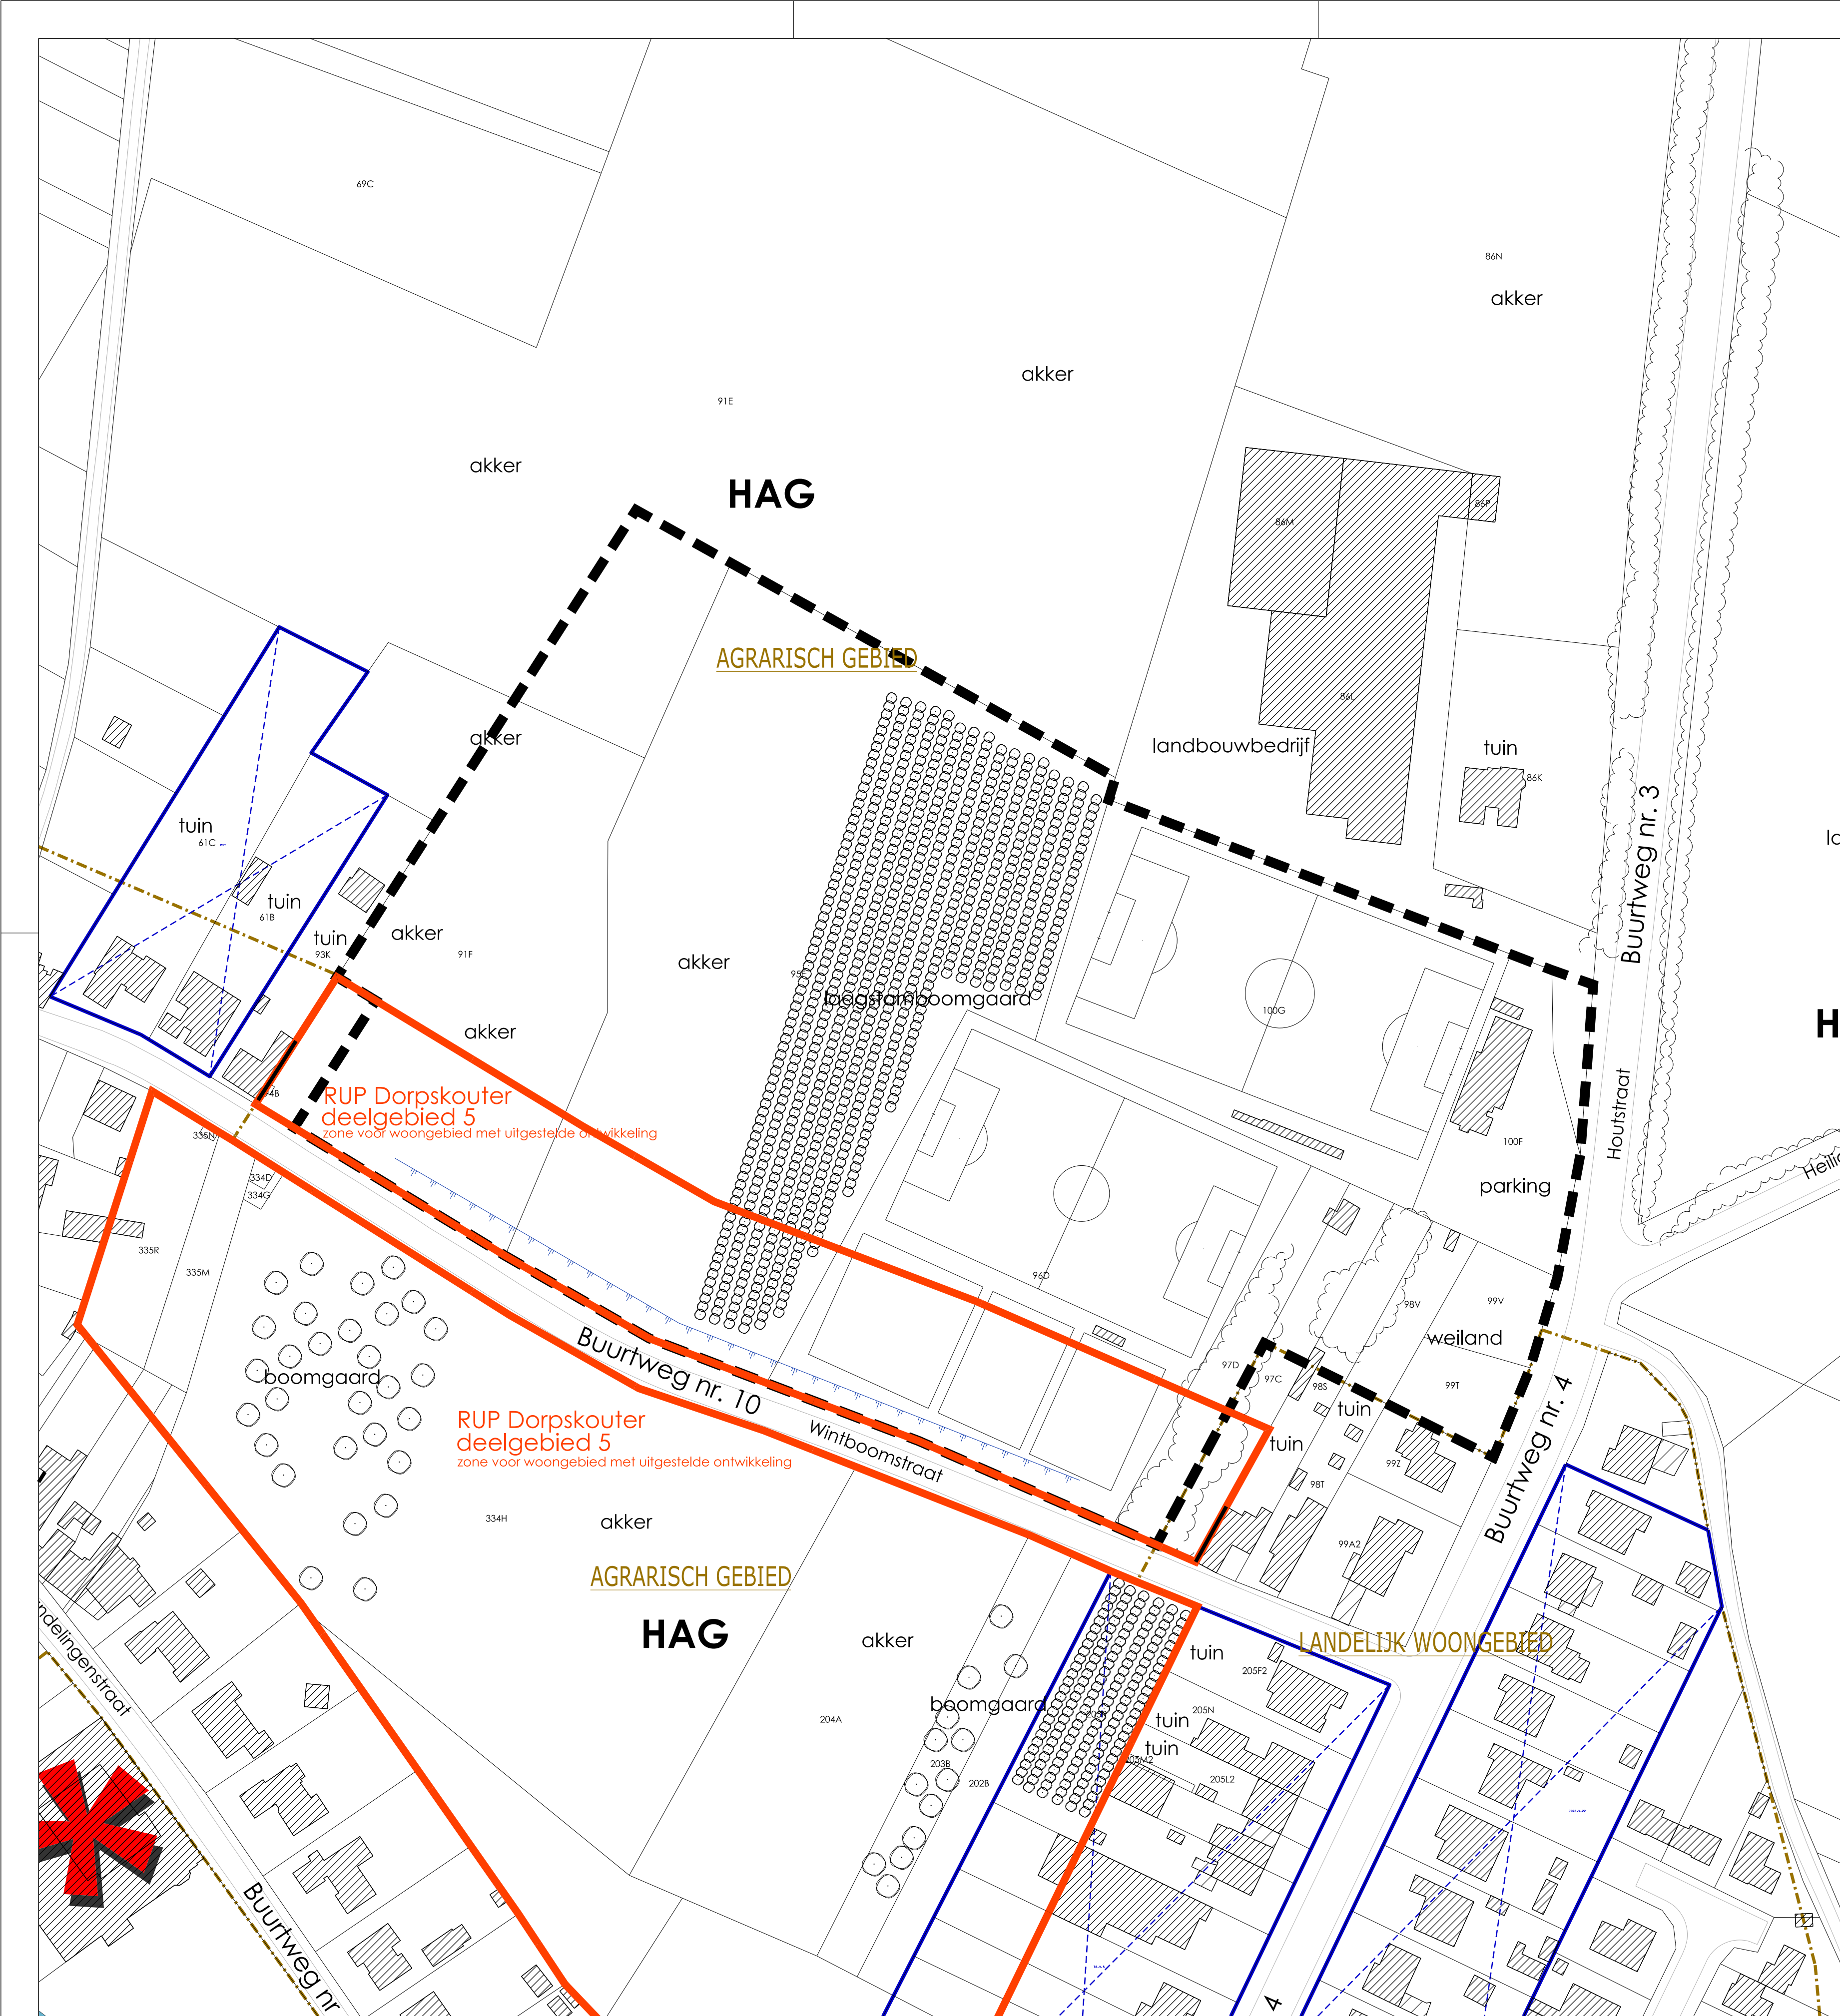 69C
86N
akker
akker
91E
akker
HAG
86P
86M
AGRARISCH GEBIED
86L
akker
landbouwbedrijf
tuin
86K
Buurtweg nr. 3
tuin
61C
tuin
61B
tuin
93K
akker
91F
akker
laagstamboomgaard
100G
akker
RUP Dorpskouter
deelgebied 5
zone voor woongebied met uitgestelde ontwikkeling
Houtstraat
100F
parking
335N
334D
334G
335R
335M
96D
98V
99V
weiland
97D
97C
98S
99T
tuin
boomgaard
Buurtweg nr. 10
Wintboomstraat
RUP Dorpskouter
deelgebied 5
zone voor woongebied met uitgestelde ontwikkeling
tuin
99Z
98T
Buurtweg nr. 4
334H
akker
99A2
AGRARISCH GEBIED
HAG
akker
LANDELIJK WOONGEBIED
tuin
205F2
boomgaard
204A
205N
tuin
tuin
205L2
203B
202B
Buurtweg nr
4